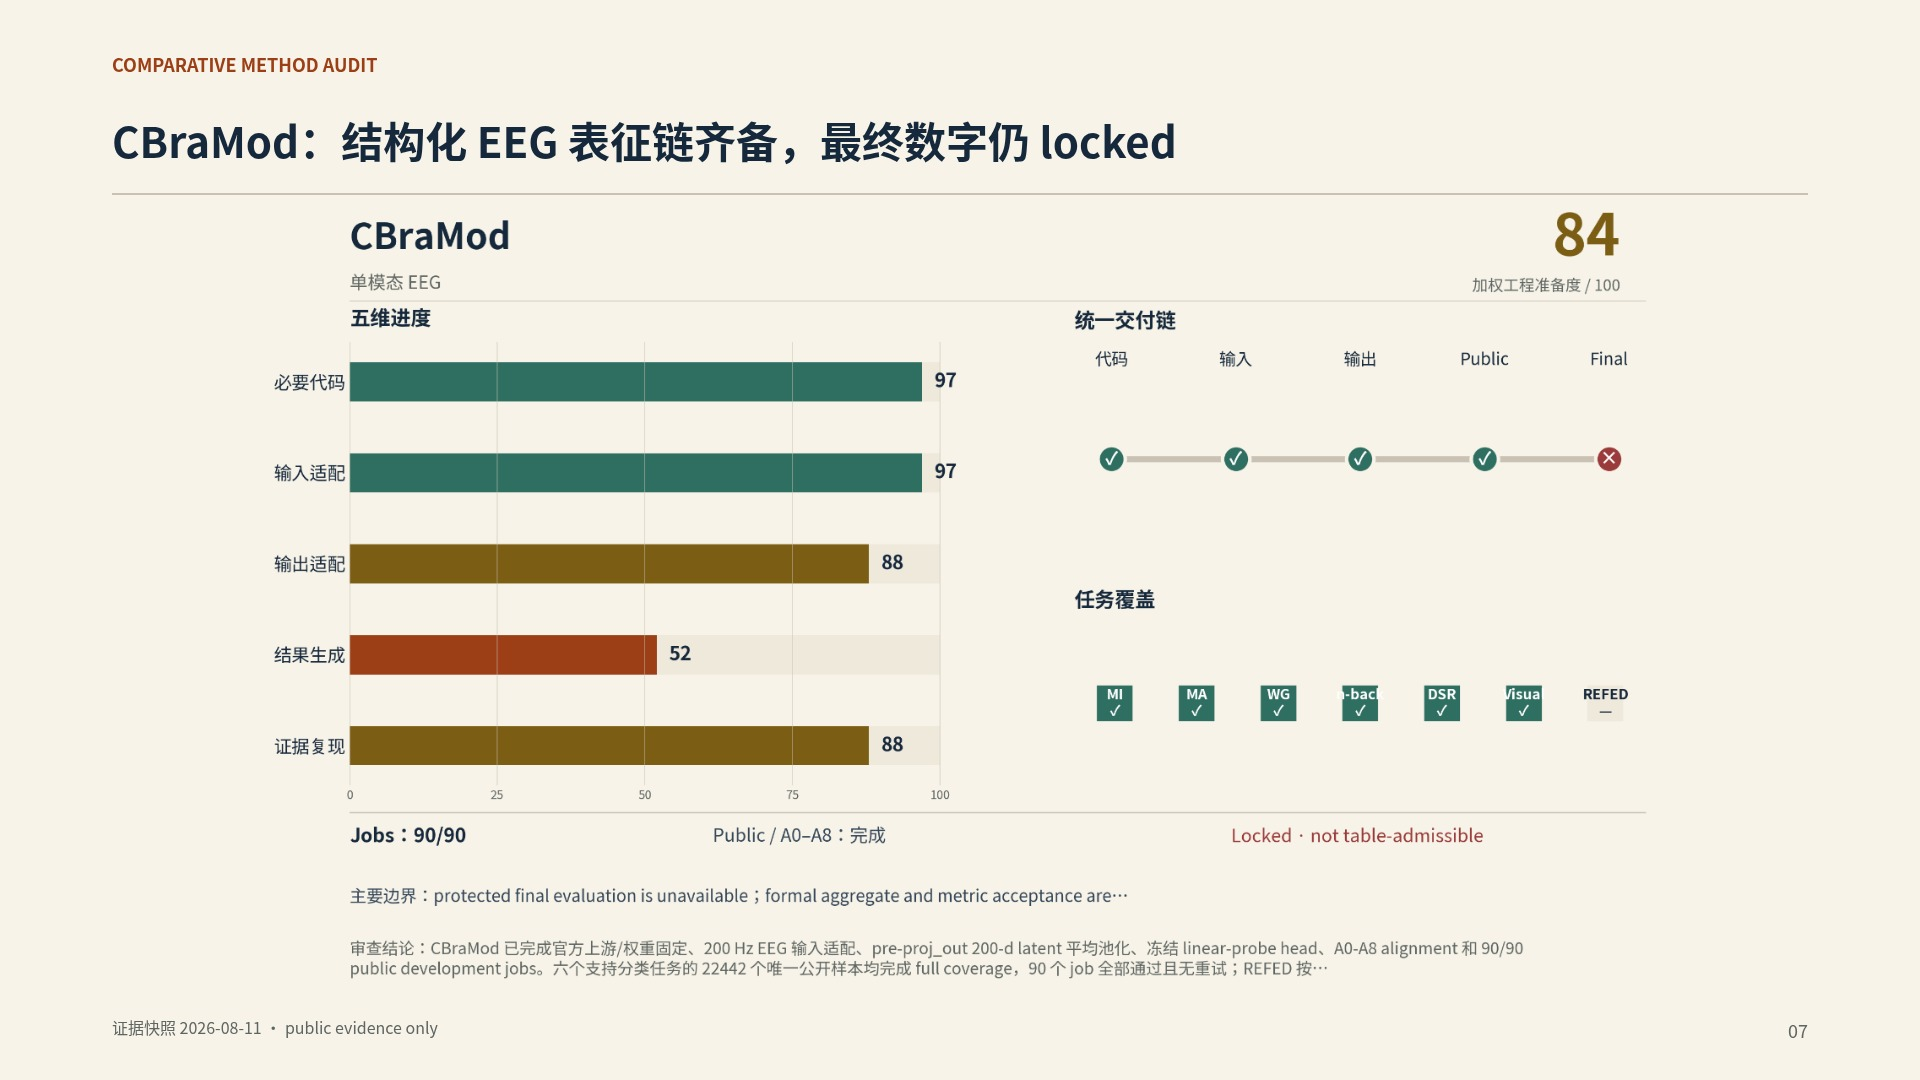 COMPARATIVE METHOD AUDIT
CBraMod：结构化 EEG 表征链齐备，最终数字仍 locked
CBraMod
84
单模态 EEG
加权工程准备度 / 100
五维进度
必要代码 97
输入适配 97
输出适配 88
结果生成 52
证据复现 88
0 25 50 75 100
统一交付链
代码 输入 输出 Public Final
✓ ✓ ✓ ✓ ✕
任务覆盖
MI MA WG n-back DSR Visual REFED
✓ ✓ ✓ ✓ ✓ ✓ —
Jobs：90/90 Public / A0–A8：完成 Locked · not table-admissible
主要边界：protected final evaluation is unavailable；formal aggregate and metric acceptance are…
审查结论：CBraMod 已完成官方上游/权重固定、200 Hz EEG 输入适配、pre-proj_out 200-d latent 平均池化、冻结 linear-probe head、A0-A8 alignment 和 90/90
public development jobs。六个支持分类任务的 22442 个唯一公开样本均完成 full coverage，90 个 job 全部通过且无重试；REFED 按…
证据快照 2026-08-11 · public evidence only
07